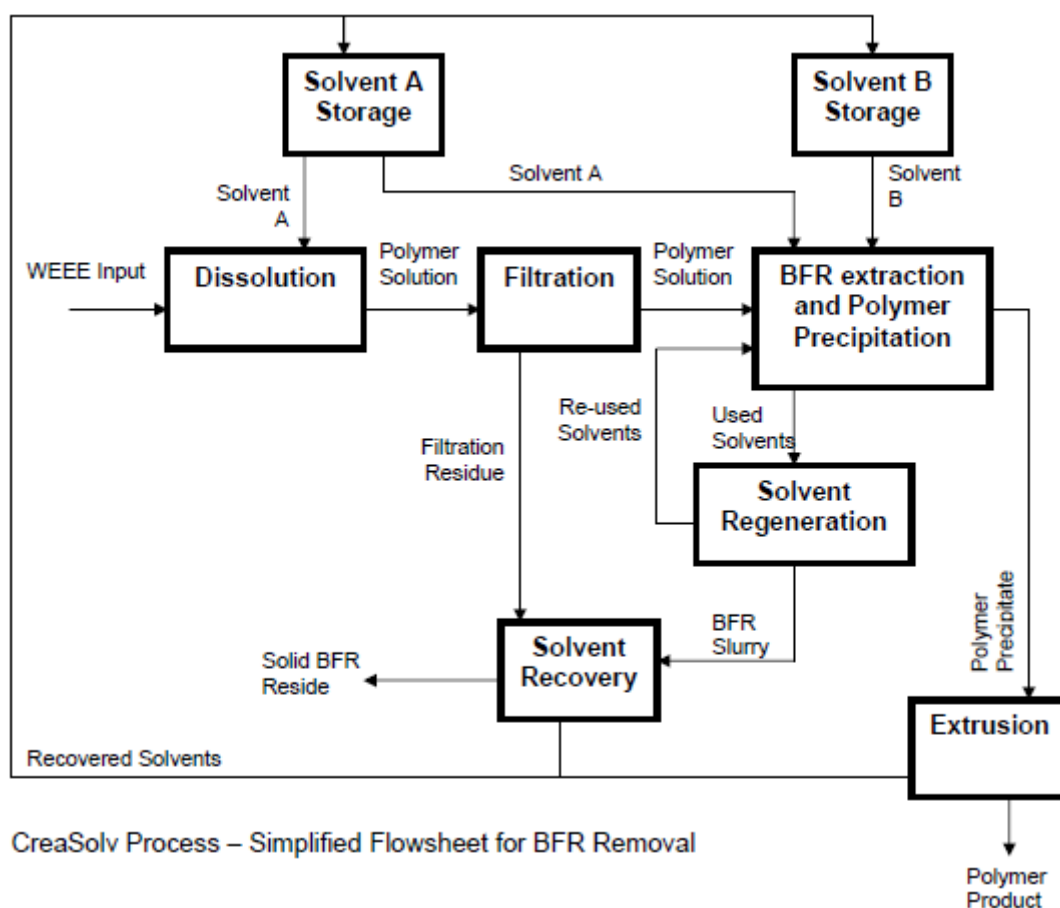 Solvent A
Storage
Solvent B
Storage
Solvent
A
Solvent A
Solvent
B
WEEE Input
Dissolution
Polymer
Solution
Filtration
Polymer
Solution
BFR extraction
and Polymer
Precipitation
Re-used
Solvents
Used
Solvents
Filtration
Residue
Solvent
Regeneration
BFR
Slurry
Polymer
Precipitate
Solid BFR
Reside
Solvent
Recovery
Extrusion
Recovered Solvents
CreaSolv Process – Simplified Flowsheet for BFR Removal
Polymer
Product